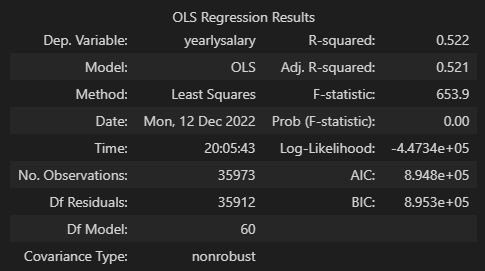 OLS Regression Results
Dep. Variable: yearlysalary R-squared: 0.522
Model: OLS Adj. R-squared: 0.521
Method: Least Squares F-statistic: 653.9
Date: Mon, 12 Dec 2022 Prob (F-statistic): 0.00
Time: 20:05:43 Log-Likelihood: -4.4734e+05
No. Observations: 35973 AIC: 8.948e+05
Df Residuals: 35912 BIC: 8.953e+05
Df Model: 60
Covariance Type: nonrobust